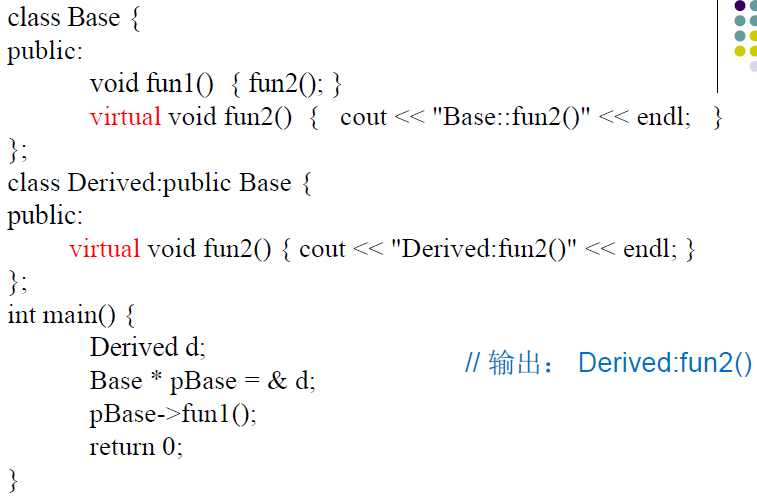 class Base {
public:
void fun1() { fun2(); }
virtual void fun2() { cout << "Base::fun2()" << endl; }
};
class Derived:public Base {
public:
virtual void fun2() { cout << "Derived:fun2()" << endl; }
};
int main() {
Derived d;
Base * pBase = & d;
pBase->fun1();
return 0;
}
// 输出： Derived:fun2()